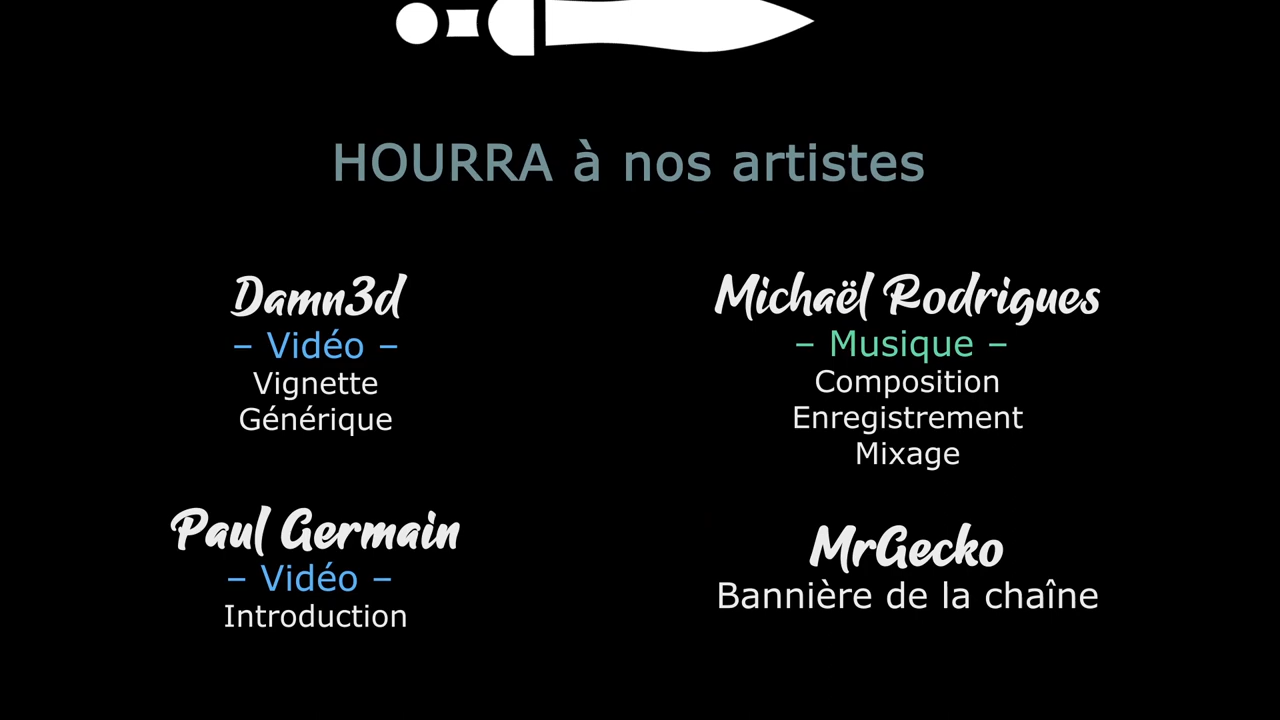 HOURRA à nos artistes
Damn3d
– Vidéo –
Vignette
Générique
Michaël Rodrigues
– Musique –
Composition
Enregistrement
Mixage
Paul Germain
– Vidéo –
Introduction
MrGecko
Bannière de la chaîne